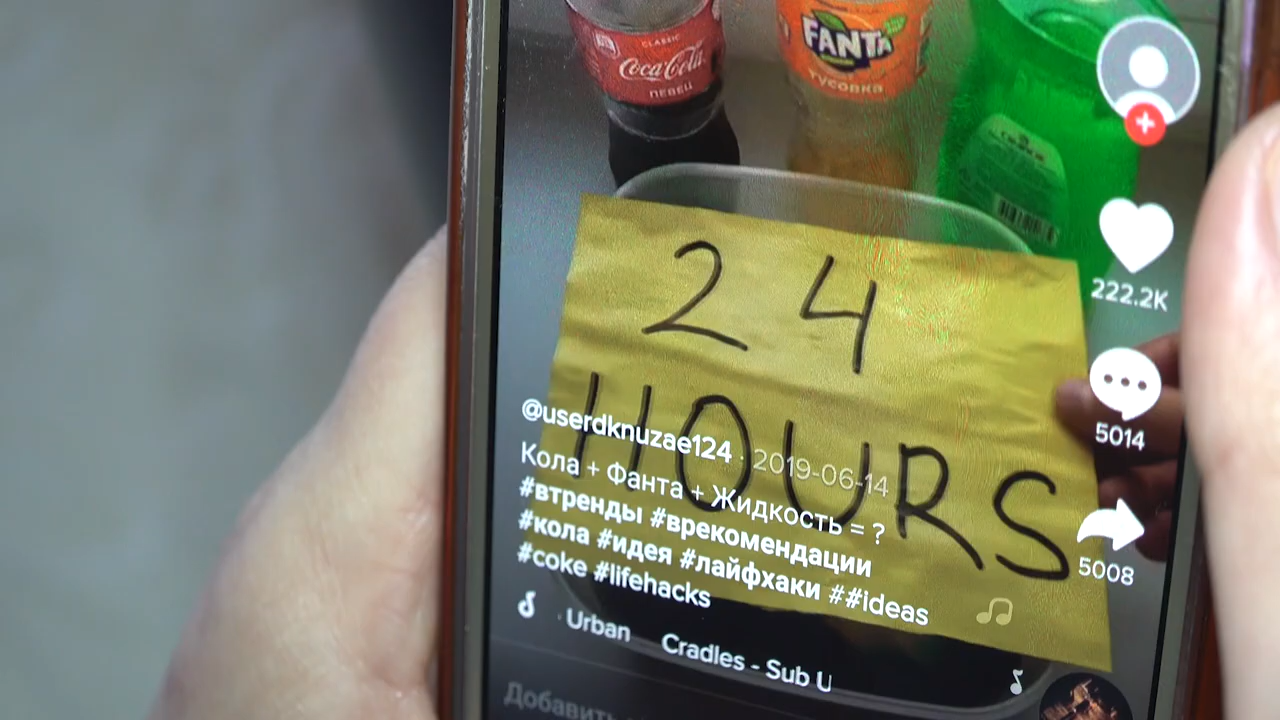 CLASSIC
Coca-Cola
ПЕВЕЦ
FANTA
тусовка
24
HOURS
222.2K
5014
5008
@userdknuzae124 · 2019-06-14
Кола + Фанта + Жидкость = ?
#втренды #врекомендации
#кола #идея #лайфхаки ##ideas
#coke #lifehacks
Urban Cradles - Sub U
Добавить